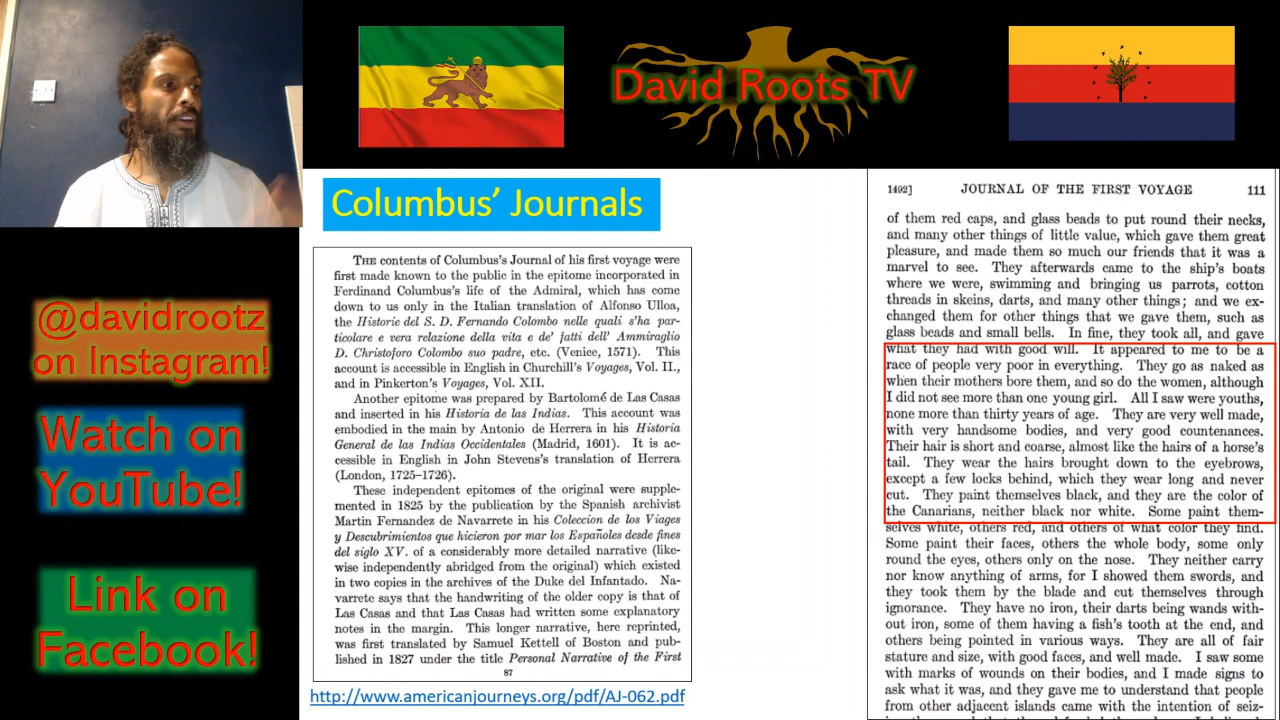 David Roots TV
Columbus' Journals
THE contents of Columbus's Journal of his first voyage were
first made known to the public in the epitome incorporated in
Ferdinand Columbus's life of the Admiral, which has come
down to us only in the Italian translation of Alfonso Ulloa,
the Historie del S. D. Fernando Colombo nelle quali s'ha par-
ticolare e vera relazione della vita e de' fatti dell' Ammiraglio
D. Christoforo Colombo suo padre, etc. (Venice, 1571). This
account is accessible in English in Churchill's Voyages, Vol. II.,
and in Pinkerton's Voyages, Vol. XII.
Another epitome was prepared by Bartolomé de Las Casas
and inserted in his Historia de las Indias. This account was
embodied in the main by Antonio de Herrera in his Historia
General de las Indias Occidentales (Madrid, 1601). It is ac-
cessible in English in John Stevens's translation of Herrera
(London, 1725-1726).
These independent epitomes of the original were supple-
mented in 1825 by the publication by the Spanish archivist
Martin Fernandez de Navarrete in his Coleccion de los Viages
y Descubrimientos que hicieron por mar los Españoles desde fines
del siglo XV. of a considerably more detailed narrative (like-
wise independently abridged from the original) which existed
in two copies in the archives of the Duke del Infantado. Na-
varrete says that the handwriting of the older copy is that of
Las Casas and that Las Casas had written some explanatory
notes in the margin. This longer narrative, here reprinted,
was first translated by Samuel Kettell of Boston and pub-
lished in 1827 under the title Personal Narrative of the First
87
http://www.americanjourneys.org/pdf/AJ-062.pdf
1492] JOURNAL OF THE FIRST VOYAGE 111
of them red caps, and glass beads to put round their necks,
and many other things of little value, which gave them great
pleasure, and made them so much our friends that it was a
marvel to see. They afterwards came to the ship's boats
where we were, swimming and bringing us parrots, cotton
threads in skeins, darts, and many other things; and we ex-
changed them for other things that we gave them, such as
glass beads and small bells. In fine, they took all, and gave
what they had with good will. It appeared to me to be a
race of people very poor in everything. They go as naked as
when their mothers bore them, and so do the women, although
I did not see more than one young girl. All I saw were youths,
none more than thirty years of age. They are very well made,
with very handsome bodies, and very good countenances.
Their hair is short and coarse, almost like the hairs of a horse's
tail. They wear the hairs brought down to the eyebrows,
except a few locks behind, which they wear long and never
cut. They paint themselves black, and they are the color of
the Canarians, neither black nor white. Some paint them-
selves white, others red, and others of what color they find.
Some paint their faces, others the whole body, some only
round the eyes, others only on the nose. They neither carry
nor know anything of arms, for I showed them swords, and
they took them by the blade and cut themselves through
ignorance. They have no iron, their darts being wands with-
out iron, some of them having a fish's tooth at the end, and
others being pointed in various ways. They are all of fair
stature and size, with good faces, and well made. I saw some
with marks of wounds on their bodies, and I made signs to
ask what it was, and they gave me to understand that people
from other adjacent islands came with the intention of seiz-
@davidrootz
on Instagram!
Watch on
YouTube!
Link on
Facebook!